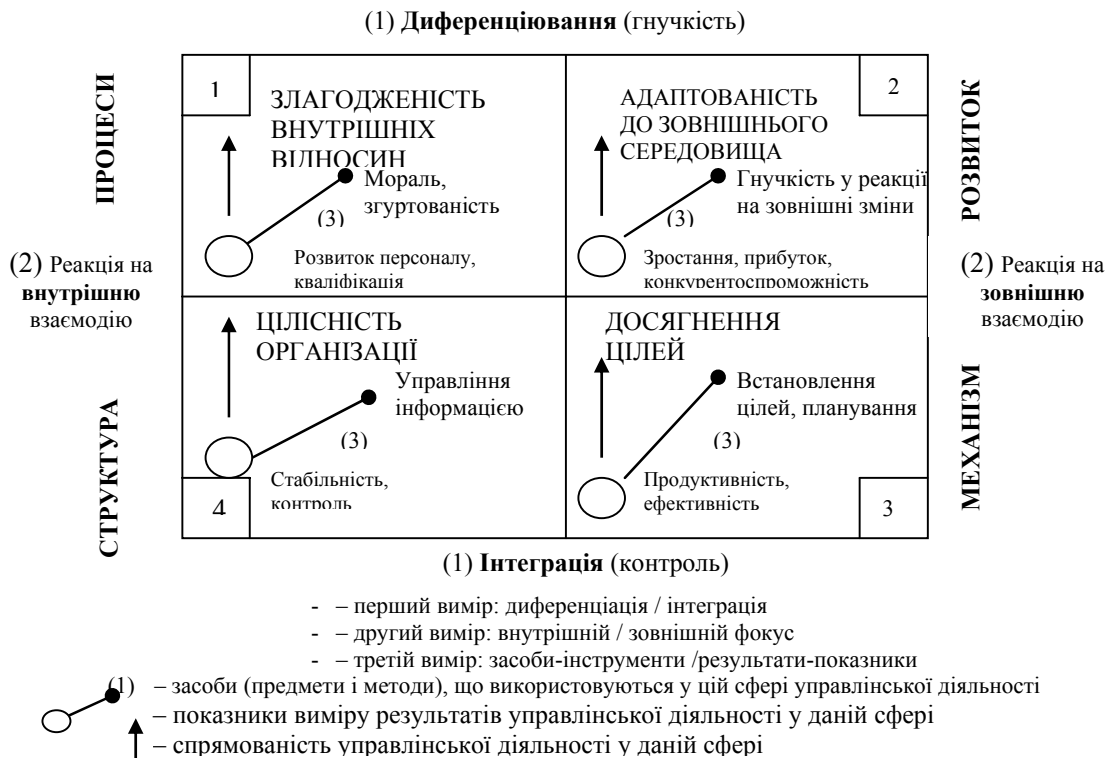 (1) Диференціювання (гнучкість)
ПРОЦЕСИ
1
ЗЛАГОДЖЕНІСТЬ
ВНУТРІШНІХ
ВІДНОСИН
Мораль,
згуртованість
(3)
Розвиток персоналу,
кваліфікація
2
АДАПТОВАНІСТЬ
ДО ЗОВНІШНЬОГО
СЕРЕДОВИЩА
Гнучкість у реакції
на зовнішні зміни
(3)
Зростання, прибуток,
конкурентоспроможність
РОЗВИТОК
(2) Реакція на
внутрішню
взаємодію
(2) Реакція на
зовнішню
взаємодію
СТРУКТУРА
ЦІЛІСНІСТЬ
ОРГАНІЗАЦІЇ
Управління
інформацією
(3)
Стабільність,
контроль
4
ДОСЯГНЕННЯ
ЦІЛЕЙ
Встановлення
цілей, планування
(3)
Продуктивність,
ефективність
3
МЕХАНІЗМ
(1) Інтеграція (контроль)
- – перший вимір: диференціація / інтеграція
- – другий вимір: внутрішній / зовнішній фокус
- – третій вимір: засоби-інструменти /результати-показники
(1) – засоби (предмети і методи), що використовуються у цій сфері управлінської діяльності
– показники виміру результатів управлінської діяльності у даній сфері
– спрямованість управлінської діяльності у даній сфері